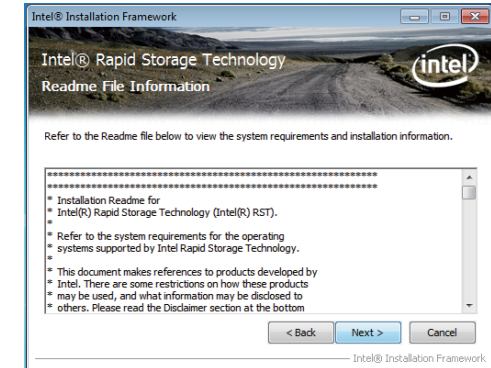 Intel® Installation Framework
Intel® Rapid Storage Technology
Readme File Information
intel
Refer to the Readme file below to view the system requirements and installation information.
************************************************************
************************************************************
* Installation Readme for
* Intel(R) Rapid Storage Technology (Intel(R) RST).
*
* Refer to the system requirements for the operating
* systems supported by Intel Rapid Storage Technology.
*
* This document makes references to products developed by
* Intel. There are some restrictions on how these products
* may be used, and what information may be disclosed to
* others. Please read the Disclaimer section at the bottom
< Back Next > Cancel
Intel® Installation Framework